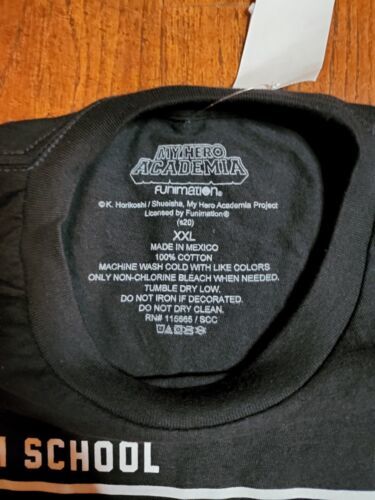 MY HERO
ACADEMIA
FUNIMATION®
©K. Horikoshi / Shueisha, My Hero Academia Project
Licensed by Funimation®
(s20)
XXL
MADE IN MEXICO
100% COTTON
MACHINE WASH COLD WITH LIKE COLORS
ONLY NON-CHLORINE BLEACH WHEN NEEDED.
TUMBLE DRY LOW.
DO NOT IRON IF DECORATED.
DO NOT DRY CLEAN.
RN# 115665 / SCC
SCHOOL